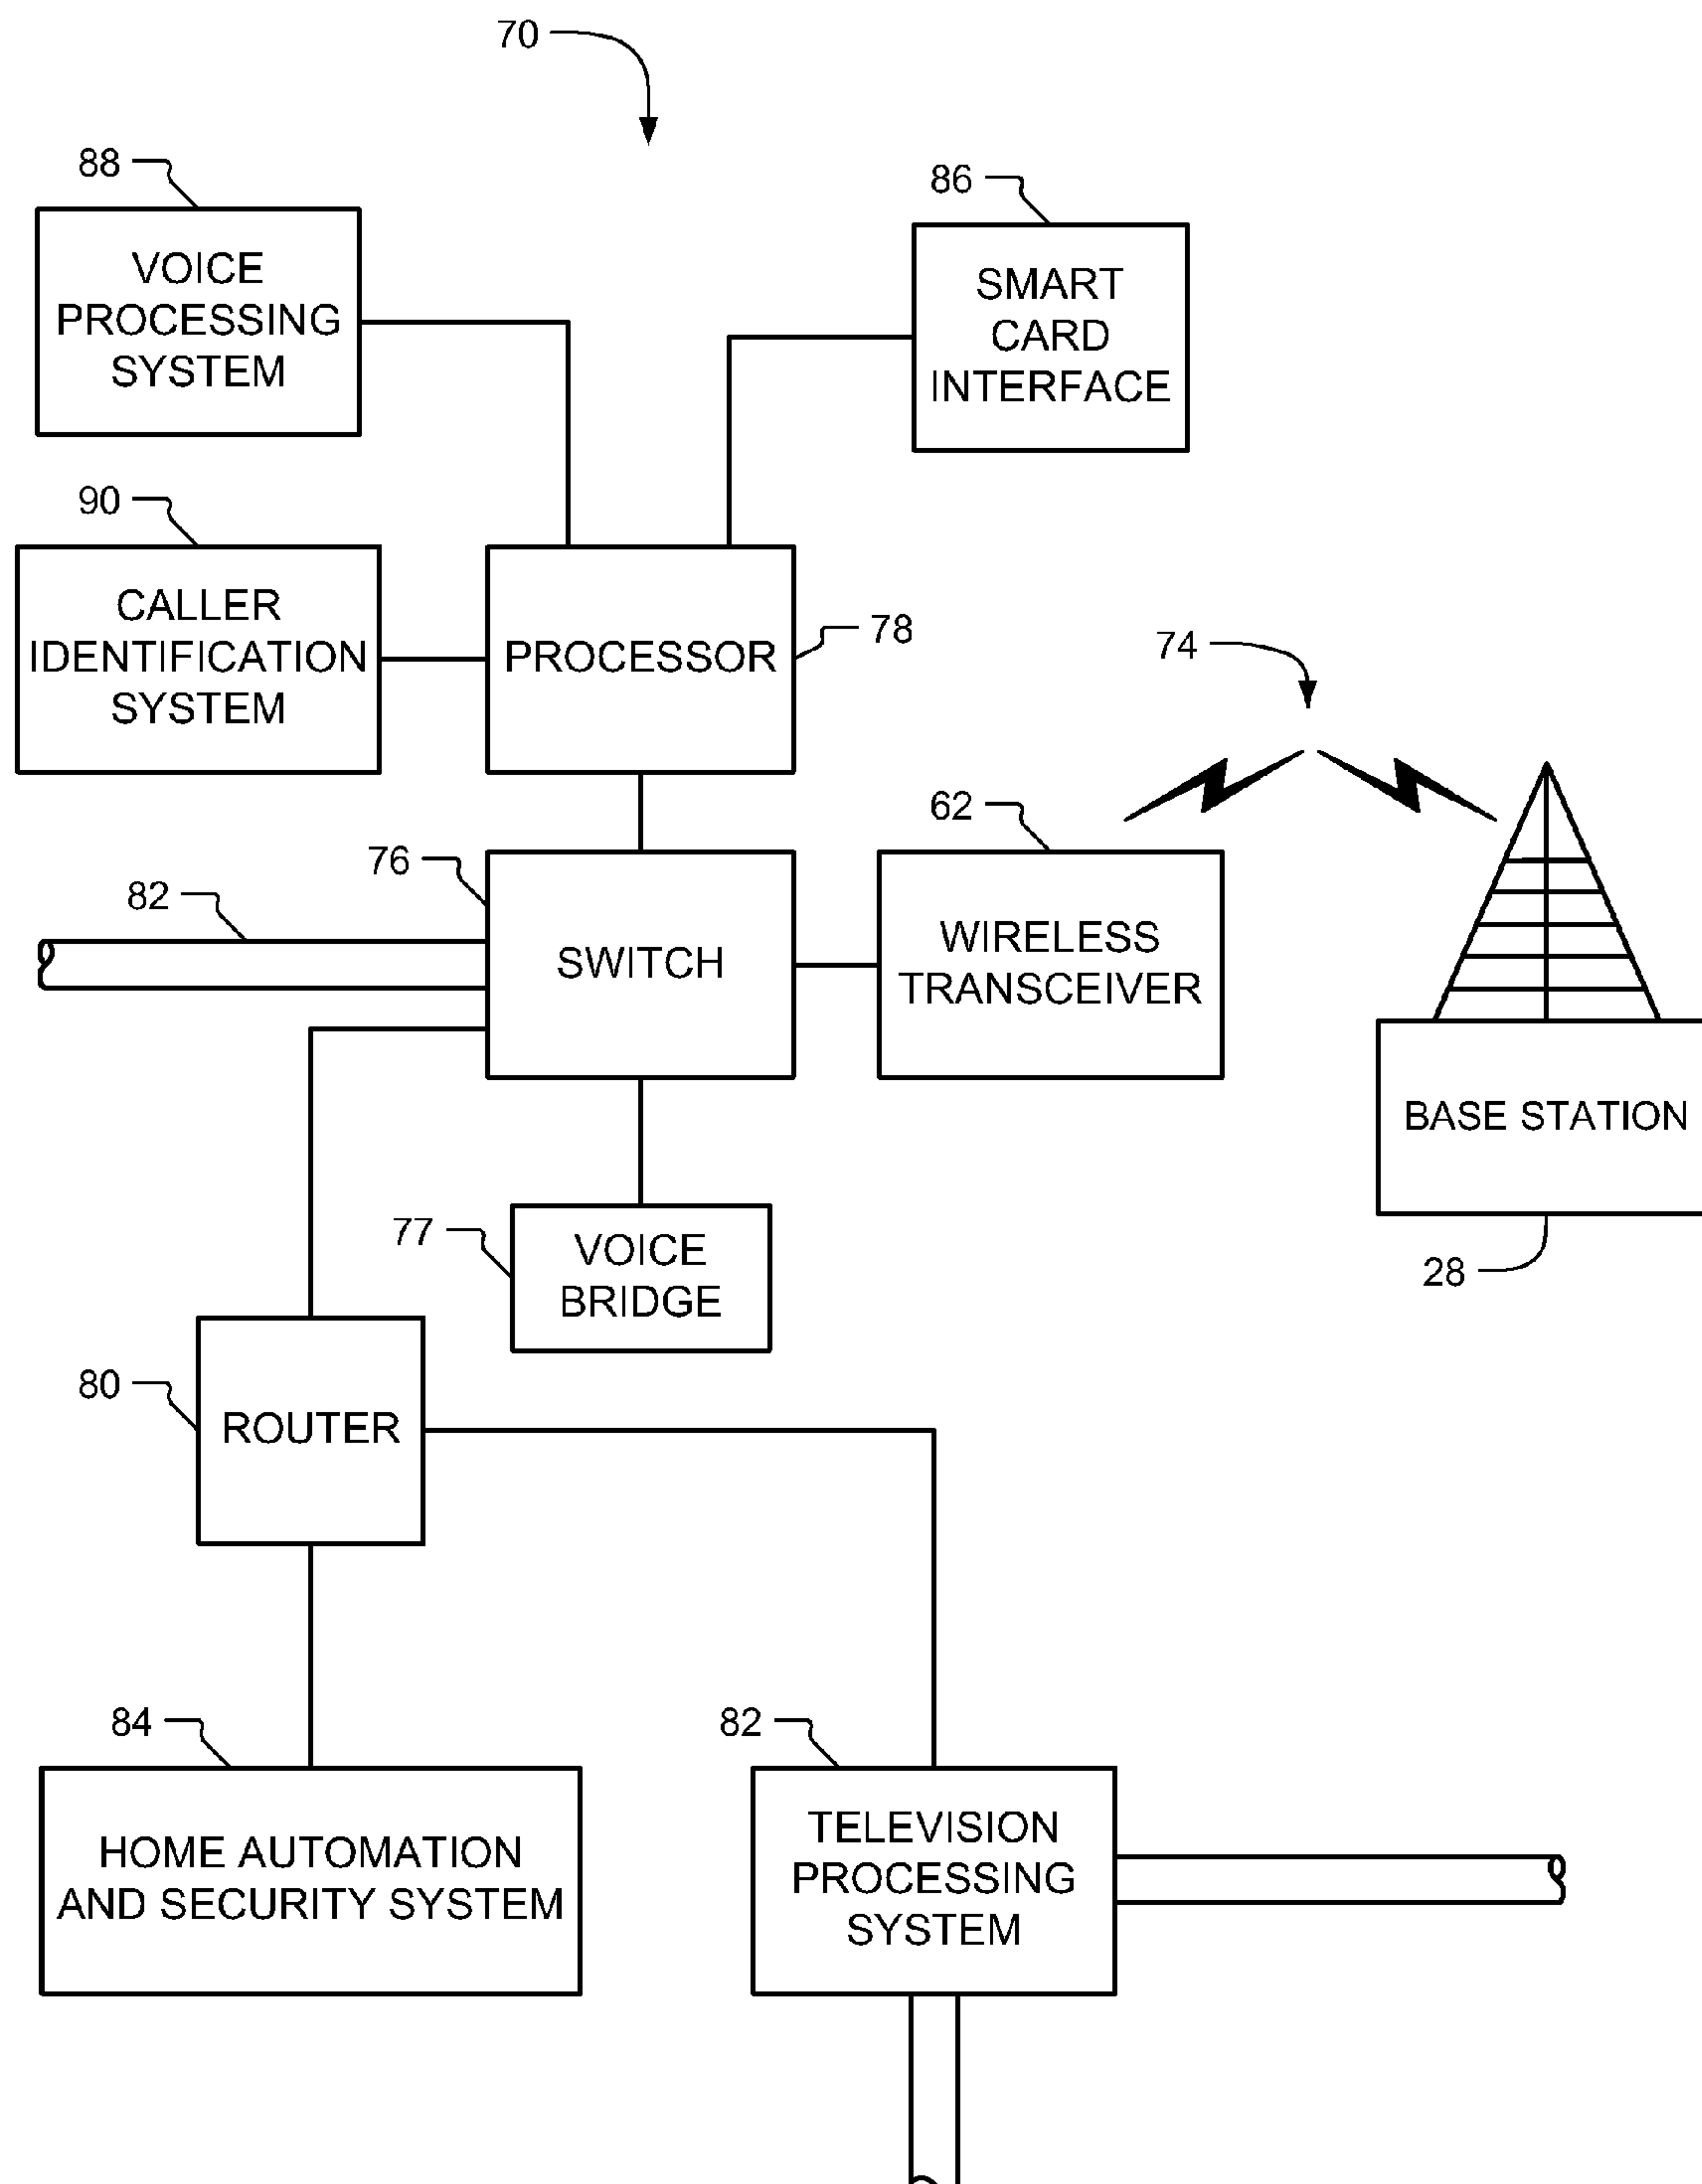 70
88
VOICE
PROCESSING
SYSTEM
86
SMART
CARD
INTERFACE
90
CALLER
IDENTIFICATION
SYSTEM
PROCESSOR
78
74
76
82
SWITCH
62
WIRELESS
TRANSCEIVER
BASE STATION
28
77
VOICE
BRIDGE
80
ROUTER
84
HOME AUTOMATION
AND SECURITY SYSTEM
82
TELEVISION
PROCESSING
SYSTEM